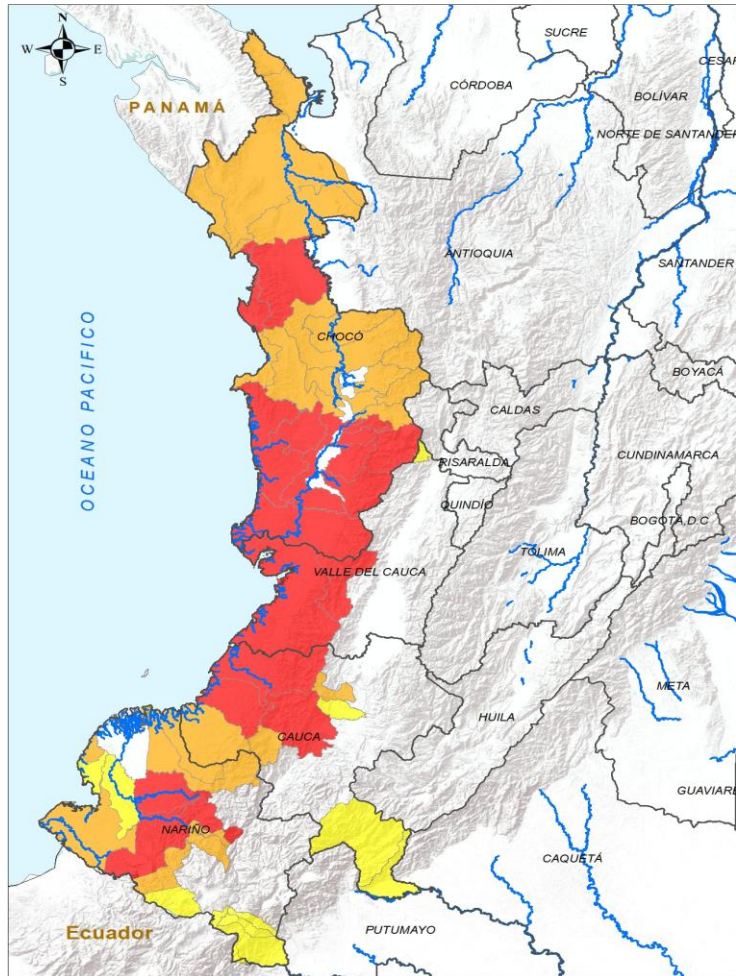 N
W E
S
SUCRE
CESAR
CÓRDOBA
BOLÍVAR
PANAMÁ
NORTE DE SANTANDER
ANTIOQUIA
SANTANDER
OCEANO PACIFICO
CHOCÓ
BOYACÁ
CALDAS
CUNDINAMARCA
RISARALDA
QUINDÍO
BOGOTÁ,D.C
TOLIMA
VALLE DEL CAUCA
META
HUILA
CAUCA
GUAVIARE
NARIÑO
CAQUETÁ
Ecuador
PUTUMAYO